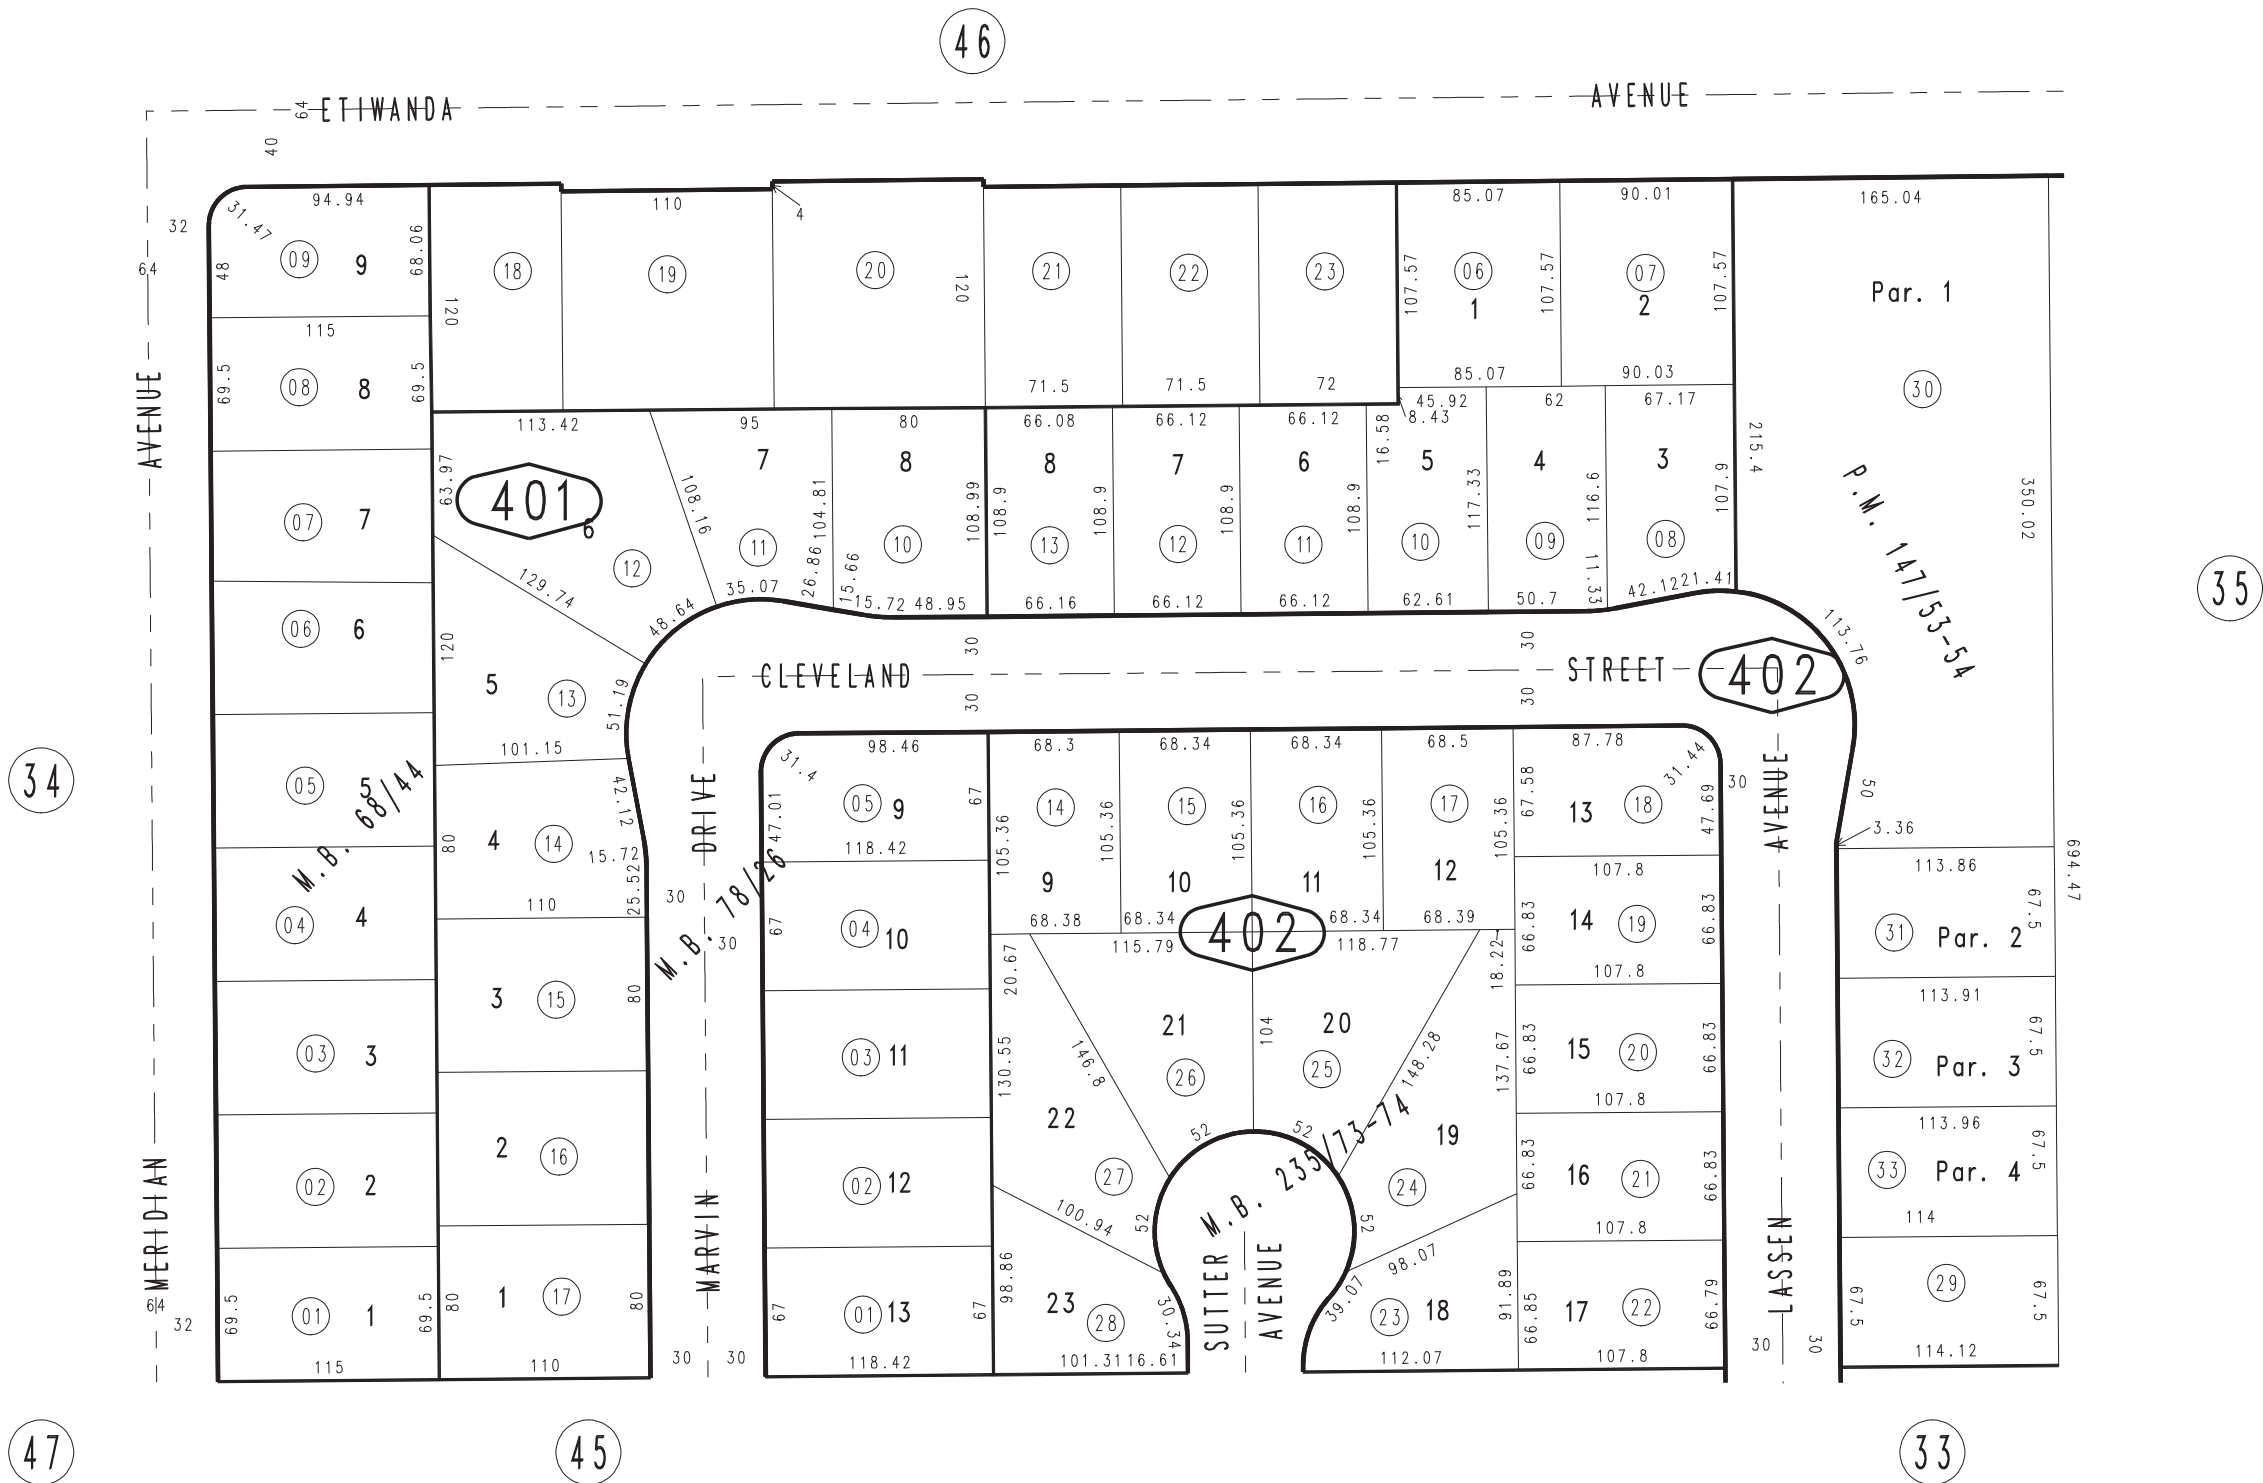 46
64 ETIWANDA AVENUE
40
94.94 110 4 85.07 90.01 165.04
31.47
32
64
48 09 9 68.06
18 19 20 120 21 22 23
120
107.57 06 107.57 07 107.57
1 2
Par. 1
30
115
69.5 08 8 69.5
71.5 71.5 72 85.07 90.03
AVENUE
113.42 95 80 66.08 66.12 66.12 16.58 45.92 62 67.17
8.43
215.4
63.97 401 6 108.16 7 8 8 7 6 5 4 3
104.81 108.99 108.9 108.9 108.9 108.9 117.33 116.9 107.9
350.02
P.M. 147/53-54
07 7
12 11 10 13 12 11 10 09 08
129.74 48.64 35.07 26.86 15.66 15.72 48.95 66.16 66.12 66.12 62.61 50.7 11.33 42.12 21.41
35
06 6
120 5 13 51.19
30 30
CLEVELAND STREET 402
30 30
113.76
101.15
34
05 5
M.B. 68/44
98.46 68.3 68.34 68.34 68.5 87.78
31.4 31.44
42.12
DRIVE
47.01 05 9 67
14 15 16 17
67.58 13 18 47.69
30
AVENUE
50
3.36
80 4 14 15.72
25.52
118.42
105.36 105.36 105.36 105.36 105.36
9 10 11 12
107.8
113.86
694.47
04 4
110
30
M.B. 78/26
30
67 04 10
68.38 68.34 402 68.34 68.39
115.79 118.77
66.83 14 19 66.83
31 Par. 2 67.5
20.67 18.22
107.8
113.91
3 15 80
03 3
03 11
130.55 146.8 21 104 20 148.28 137.67
26 25
66.83 15 20 66.83
32 Par. 3 67.5
107.8
113.96
22 52 52 19
M.B. 235/73-74
2 16
02 2
02 12
27 24
66.83 16 21 66.83
33 Par. 4 67.5
MERIDIAN
MARVIN
100.94 52 52
107.8
114
98.07
LASSEN
64
32
69.5 01 1 69.5
80 1 17 80
67 01 13 67
98.86 23 28 30.34
SUTTER
AVENUE
39.07 23 18 91.89
66.85 17 22 66.79
67.5 29 67.5
115 110 30 30 118.42 101.31 16.61 112.07 107.8 30 30 114.12
47 45 33